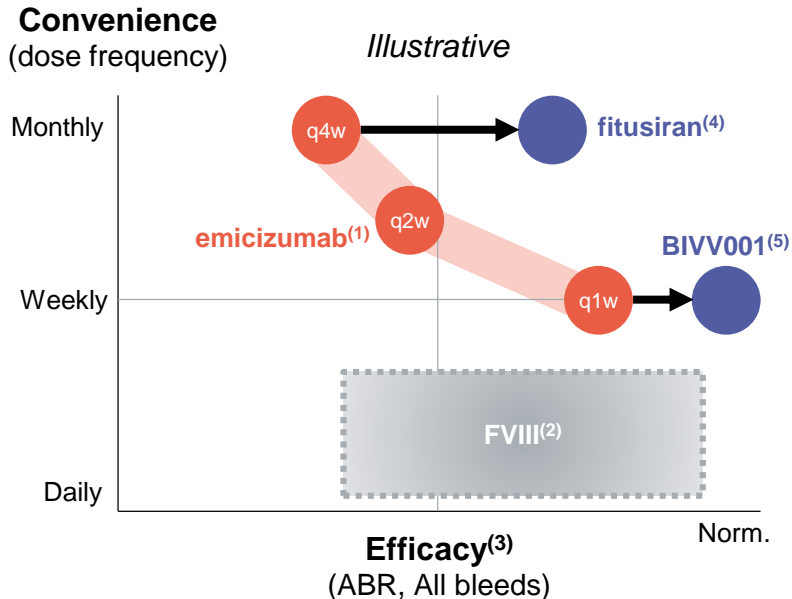 Convenience
(dose frequency)
Illustrative
Monthly
q4w
fitusiran(4)
q2w
emicizumab(1)
BIVV001(5)
Weekly
q1w
FVIII(2)
Daily
Norm.
Efficacy(3)
(ABR, All bleeds)